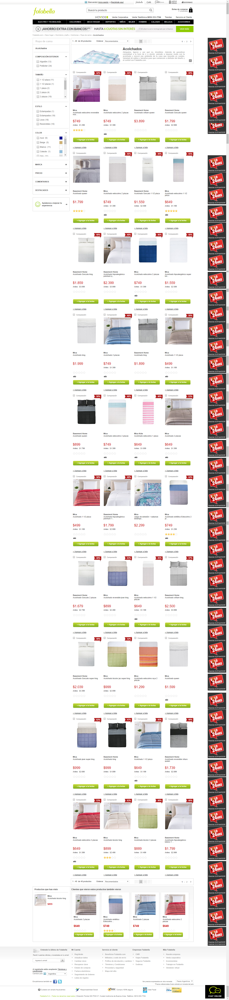 Bienvenido! Inicia sesión o Regístrate aquí
falabella CMR SODIMAC
falabella
Buscá tu producto
Bolsa de compras
0 productos
NOVIOS Venta Corporativa Venta Telefónica 0810-333-7784 Tiendas Servicio al Cliente
ELECTRO Y TECNOLOGÍA COLCHONES DECO HOGAR DEPORTES NIÑOS MUJER HOMBRE CALZADO BELLEZA ACCESORIOS
¡AHORRO EXTRA CON BANCOS!(*) HASTA 6 CUOTAS SIN INTERÉS (*) El ahorro será reintegrado por el banco VER MÁS
Falabella.com > Deco hogar > Dormitorio y baño > Colchones > Ropa de cama > Acolchados
Ropa de cama
Acolchados
COMPOSICIÓN EXTERIOR
Algodón (13)
Poliéster (34)
TAMAÑO
1 1/2 plaza (11)
1 1/2 plazas (1)
1 plaza (2)
2 plaza (4)
2 plazas (19)
ESTILO
Estampadas (1)
Estampados (19)
Lisos (18)
Reversibles (10)
COLOR
Azul (6)
Beige (5)
Blanco (11)
Celeste (1)
Gris (11)
MARCA
PRECIO
COMENTARIOS
DESTACADOS
Ayúdanos a mejorar tu
experiencia
1 - 40 de 48 productos Ordenar Recomendados 1 - 2
Acolchados
Abrigados, ligeros y, por qué no, divertidos. Además de garantizar
comodidad a la hora de ir a dormir, animate a imponer moda con tu
acolchado e innová ese ambiente de tu casa que necesita un cambio.
Variedad de estilos y tamaños para que comiences a disfrutar del diseño y
el confort con Falabella.com.
Comparación - 42% Comparación - 46% Comparación Comparación - 40%
Mica Mica Basement Home Basement Home
Acolchado estocolmo reversible mor... Acolchado estocolmo 2 plazas Acolchado william queen Acolchado Gonzalo queen
$749 $749 $3.899 $1.799
Antes: $1.299 Antes: $1.399 Antes: $2.999
+ Agregar a la bolsa + Agregar a la bolsa + Agregar a la bolsa + Agregar a la bolsa
+ Agregar a lista + Agregar a lista + Agregar a lista + Agregar a lista
Comparación Comparación - 46% Comparación - 40% Comparación - 45%
Basement Home Mica Basement Home Mica
Acolchado queen Acolchado estocolmo 2 plazas Acolchado Gonzalo 1 1/2 plaza Acolchado estocolmo 1 1/2 plaza
$1.799 $749 $1.559 $649
Antes: $1.399 Antes: $2.599 Antes: $1.199
+ Agregar a la bolsa + Agregar a la bolsa + Agregar a la bolsa + Agregar a la bolsa
+ Agregar a lista + Agregar a lista + Agregar a lista + Agregar a lista
Comparación - 40% Comparación - 40% Comparación - 46% Comparación - 40%
Basement Home Basement Home Mica Mica
Acolchado Gonzalo king Acolchado hipoalergénico premium q... Acolchado estocolmo 2 plazas Acolchado hipoalergénico super kin...
$1.859 $2.399 $749 $1.559
Antes: $3.099 Antes: $3.999 Antes: $1.399 Antes: $2.599
+ Agregar a la bolsa + Agregar a la bolsa + Agregar a la bolsa + Agregar a la bolsa
+ Agregar a lista + Agregar a lista + Agregar a lista + Agregar a lista
Comparación Comparación - 46% Comparación Comparación - 58%
Mica Mica Basement Home Mica
Acolchado king Acolchado 2 plazas Acolchado king Acolchado 1 1/2 plaza
$1.999 $749 $1.899 $499
Antes: $1.399 Antes: $1.199
+ Agregar a la bolsa + Agregar a la bolsa + Agregar a la bolsa + Agregar a la bolsa
+ Agregar a lista + Agregar a lista + Agregar a lista + Agregar a lista
Comparación - 50% Comparación - 46% Comparación - 40% Comparación - 53%
Basement Home Mica Mica Kids Mica
Acolchado queen Acolchado estocolmo 2 plazas Acolchado estocolmo 1 plaza Acolchado 2 plazas
$899 $749 $649 $649
Antes: $1.799 Antes: $1.399 Antes: $1.099 Antes: $1.399
+ Agregar a la bolsa + Agregar a la bolsa + Agregar a la bolsa + Agregar a la bolsa
+ Agregar a lista + Agregar a lista + Agregar a lista + Agregar a lista
Comparación - 58% Comparación - 40% Comparación Comparación - 42%
Mica Basement Home Mica Mica
Acolchado 1 1/2 plaza Acolchado hipoalergénico premium 1... Juego de edredón + sabanas estampa... Acolchado sintético Estocolmo 2 pl...
$499 $1.799 $2.299 $749
Antes: $1.199 Antes: $2.999 Antes: $1.299
+ Agregar a la bolsa + Agregar a la bolsa + Agregar a la bolsa + Agregar a la bolsa
+ Agregar a lista + Agregar a lista + Agregar a lista + Agregar a lista
Comparación - 40% Comparación - 63% Comparación - 45% Comparación - 37%
Basement Home Mica Mica Basement Home
Acolchado Gonzalo 2 plazas Acolchado reversible jean king Acolchado estocolmo 1 1/2 plazas Acolchado william king
$1.679 $899 $649 $2.500
Antes: $2.799 Antes: $2.490 Antes: $1.199 Antes: $3.999
+ Agregar a la bolsa + Agregar a la bolsa + Agregar a la bolsa + Agregar a la bolsa
+ Agregar a lista + Agregar a lista + Agregar a lista + Agregar a lista
Comparación - 40% Comparación - 52% Comparación Comparación
Basement Home Mica Mica Mica
Acolchado Gonzalo super king Acolchado bicolor jac super king Acolchado estocolmo raya 2 plazas Acolchado queen
$2.039 $999 $1.299 $1.599
Antes: $3.399 Antes: $2.099
+ Agregar a la bolsa + Agregar a la bolsa + Agregar a la bolsa + Agregar a la bolsa
+ Agregar a lista + Agregar a lista + Agregar a lista + Agregar a lista
Comparación - 62% Comparación - 47% Comparación - 45% Comparación - 40%
Mica Basement Home Mica Basement Home
Acolchado jean super king Acolchado king Acolchado 1 1/2 plaza Acolchado reversible Arturo queen
$999 $999 $649 $1.739
Antes: $2.690 Antes: $1.899 Antes: $1.199 Antes: $2.899
+ Agregar a la bolsa + Agregar a la bolsa + Agregar a la bolsa + Agregar a la bolsa
+ Agregar a lista + Agregar a lista + Agregar a lista + Agregar a lista
Comparación - 53% Comparación - 63% Comparación - 40% Comparación - 40%
Mica Mica Mica Basement Home
Acolchado estocolmo 2 plazas Acolchado bicolor king Acolchado bicolor 2 plazas Acolchado hipoalergénico básico 1 ...
$649 $899 $889 $1.799
Antes: $1.399 Antes: $2.490 Antes: $1.499 Antes: $2.999
+ Agregar a la bolsa + Agregar a la bolsa + Agregar a la bolsa + Agregar a la bolsa
+ Agregar a lista + Agregar a lista + Agregar a lista + Agregar a lista
1 - 40 de 48 productos Ordenar Recomendados 1 - 2
Productos que has visto
Mica
Acolchado bicolor king
$899
Clientes que vieron estos productos también vieron
Mica Mica Mica Mica
Acolchado 2 plazas Acolchado sintético Estocolmo... Acolchado 2 plazas Acolchado estocolmo 2 plazas
$649 $749 $749 $649
+ Agregar a la bolsa + Agregar a la bolsa + Agregar a la bolsa + Agregar a la bolsa
SOLO 24HRS
Hasta las 11:59 del 05/09
Enterate lo último de Falabella
Recibí nuestras ofertas y novedades en tu email:
Ingresa tu email
Al registrarte estás aceptando Términos y
condiciones
Cambiar país Argentina
Encuéntranos también en:
Mi Cuenta
Regístrate
Actualizar datos
Cambiar clave
Recuperar clave
Estado de compras
Factura electrónica
Seguimiento de órdenes
Listas de regalos
Servicio al cliente
Beneficios Falabella.com
Métodos y costo de envío
Política de devolución y cambios
Términos y Condiciones
Privacidad y seguridad
Mapa del sitio
Empresas Falabella
CMR
Viajes Falabella
Seguros Falabella
Sodimac
Más Falabella
Nuestra empresa
Venta corporativa
Inversionistas
Trabajar en Falabella
Vendedor virtual
Ver precios expresados en otra moneda Pesos Argentinos
*Precios referenciales-Costo cobrado en moneda del país
Cuidado con emails fraudulentos Responsabilidad Social Norton Compra 100% segura Data Fiscal cace
Falabella S.A. | Todos los derechos reservados | Dirección Florida 343 PISO 4°, Ciudad Autónoma de Buenos Aires. Teléfono: 0810-333-7784.
CHAT ONLINE